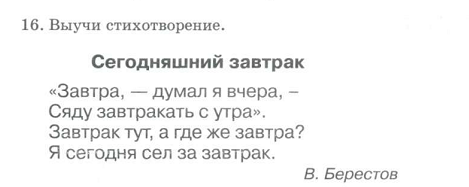 16. Выучи стихотворение.
Сегодняшний завтрак
«Завтра, — думал я вчера, –
Сяду завтракать с утра».
Завтрак тут, а где же завтра?
Я сегодня сел за завтрак.
В. Берестов